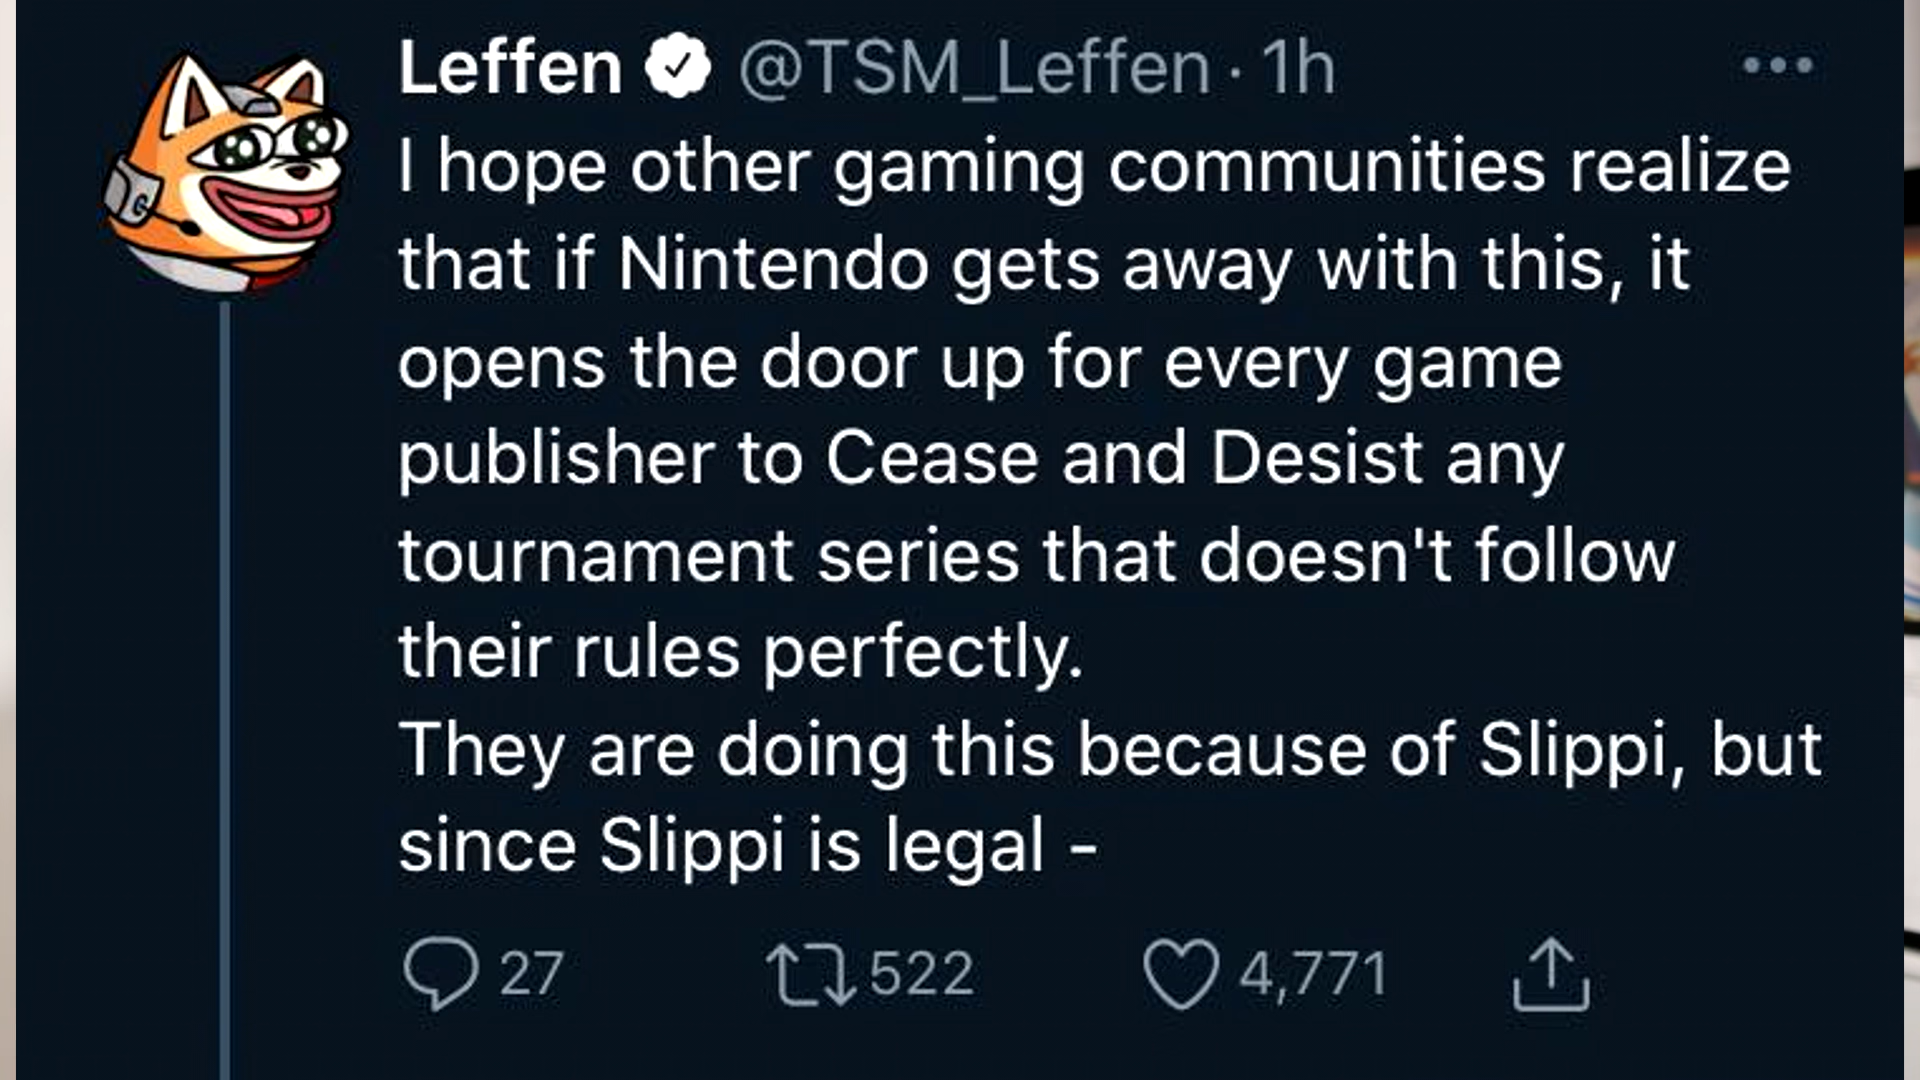 Leffen @TSM_Leffen · 1h
I hope other gaming communities realize
that if Nintendo gets away with this, it
opens the door up for every game
publisher to Cease and Desist any
tournament series that doesn't follow
their rules perfectly.
They are doing this because of Slippi, but
since Slippi is legal -
27 522 4,771